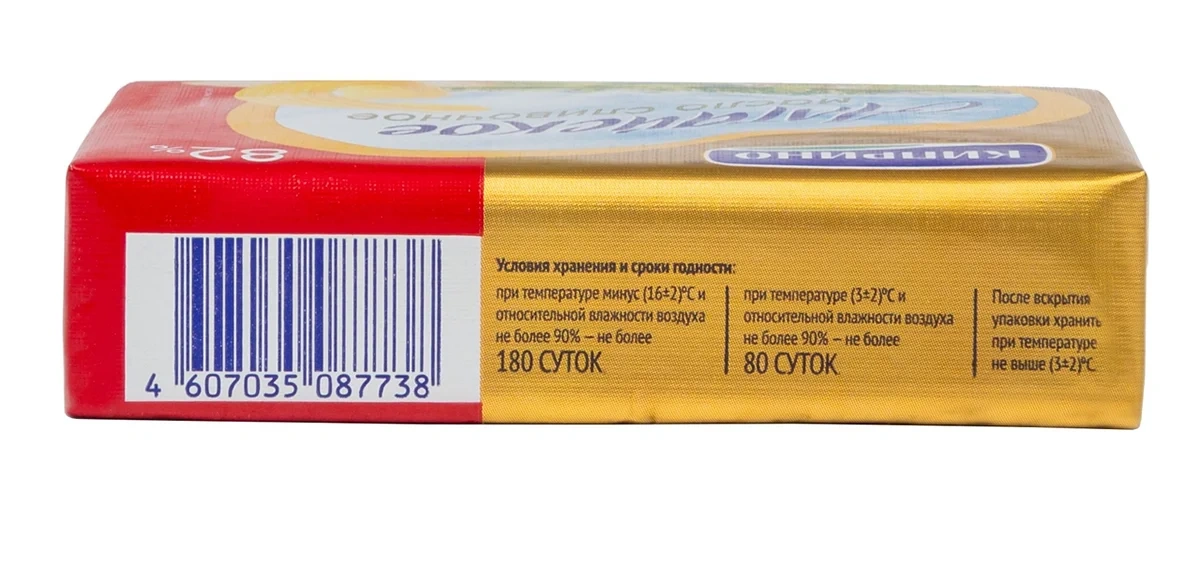 КИПРИНО
Алтайское
МАСЛО СЛИВОЧНОЕ
82%
Условия хранения и сроки годности:
при температуре минус (16±2)°С и
относительной влажности воздуха
не более 90% – не более
180 СУТОК
при температуре (3±2)°С и
относительной влажности воздуха
не более 90% – не более
80 СУТОК
После вскрытия
упаковки хранить
при температуре
не выше (3±2)°С.
4 607035 087738